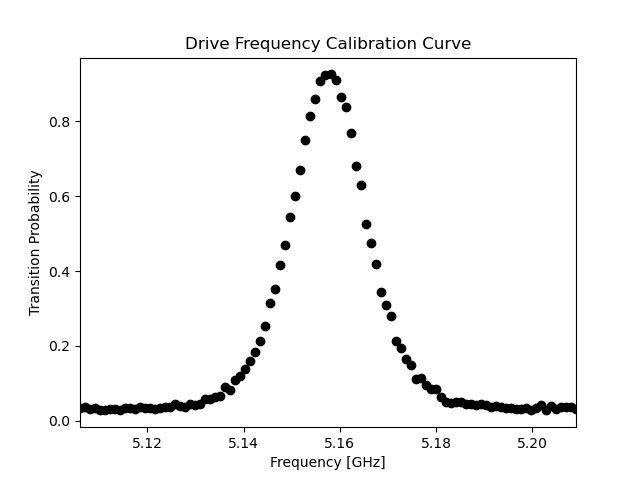 Drive Frequency Calibration Curve
0.8
0.6
0.4
0.2
0.0
Transition Probability
5.12 5.14 5.16 5.18 5.20
Frequency [GHz]